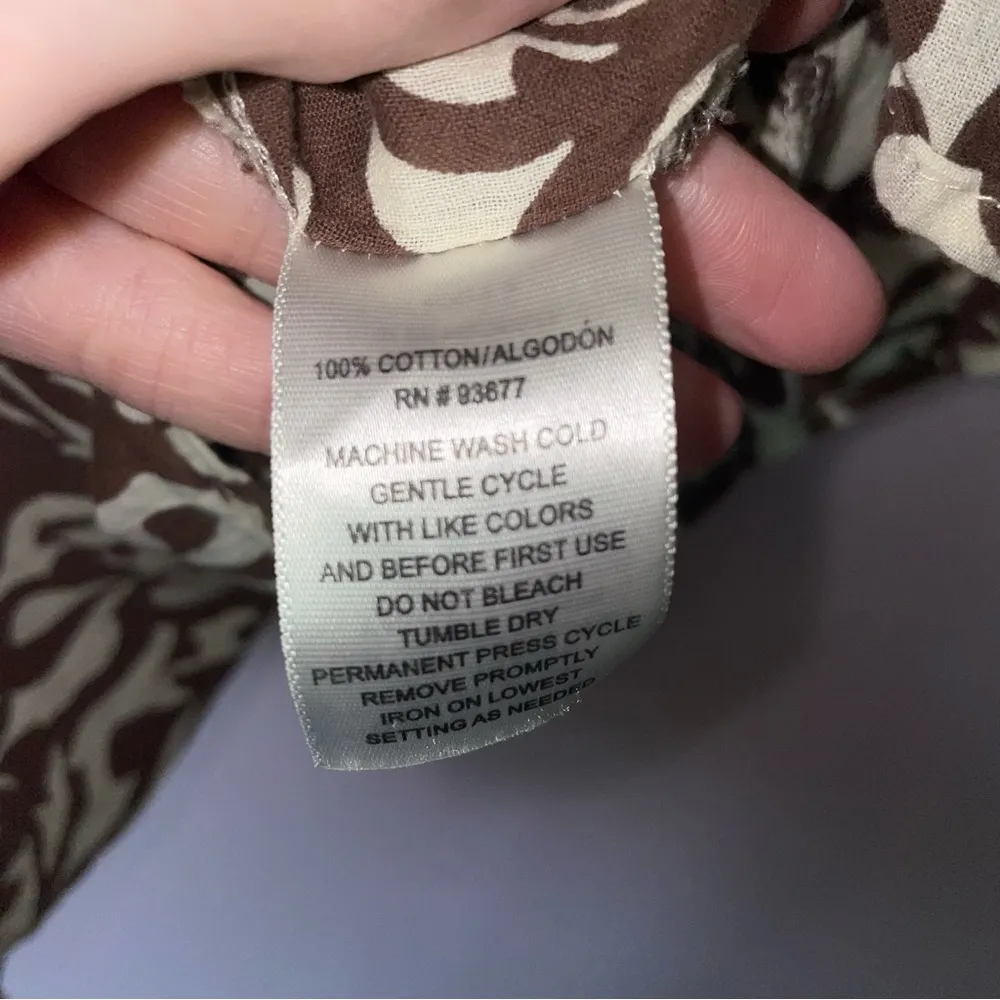 100% COTTON/ALGODÓN
RN # 93677
MACHINE WASH COLD
GENTLE CYCLE
WITH LIKE COLORS
AND BEFORE FIRST USE
DO NOT BLEACH
TUMBLE DRY
PERMANENT PRESS CYCLE
REMOVE PROMPTLY
IRON ON LOWEST
SETTING AS NEEDED